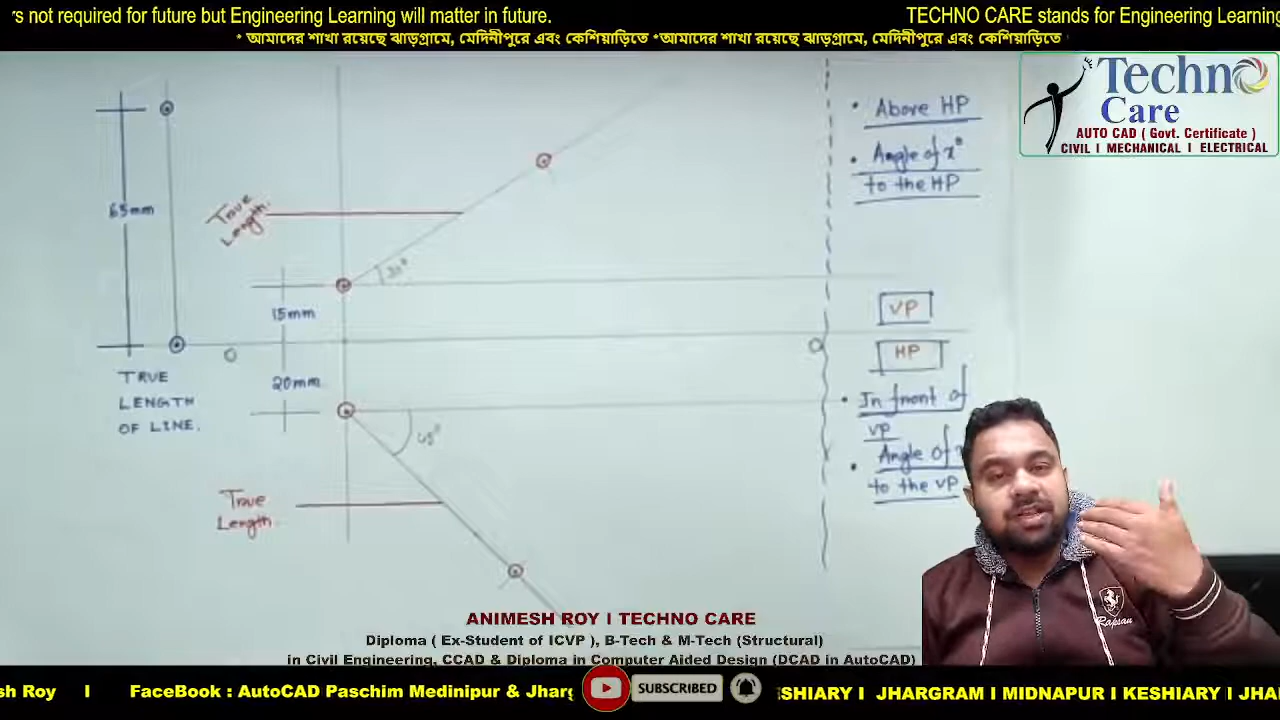 's not required for future but Engineering Learning will matter in future.
TECHNO CARE stands for Engineering Learning
* আমাদের শাখা রয়েছে ঝাড়গ্রামে, মেদিনীপুরে এবং কেশিয়াড়িতে *আমাদের শাখা রয়েছে ঝাড়গ্রামে, মেদিনীপুরে এবং কেশিয়াড়িতে
Techno
Care
AUTO CAD ( Govt. Certificate )
CIVIL I MECHANICAL I ELECTRICAL
• Above HP
• Angle of x°
to the HP
65mm
True
Length.
30°
15mm
VP
O
O
HP
20mm
TRUE
LENGTH
OF LINE.
• In front of
VP
• Angle of
to the VP
45°
True
Length.
ANIMESH ROY I TECHNO CARE
Diploma ( Ex-Student of ICVP ), B-Tech & M-Tech (Structural)
in Civil Engineering, CCAD & Diploma in Computer Aided Design (DCAD in AutoCAD)
Rapsan
sh Roy I FaceBook : AutoCAD Paschim Medinipur & Jharg
SUBSCRIBED
SHIARY I JHARGRAM I MIDNAPUR I KESHIARY I JHA